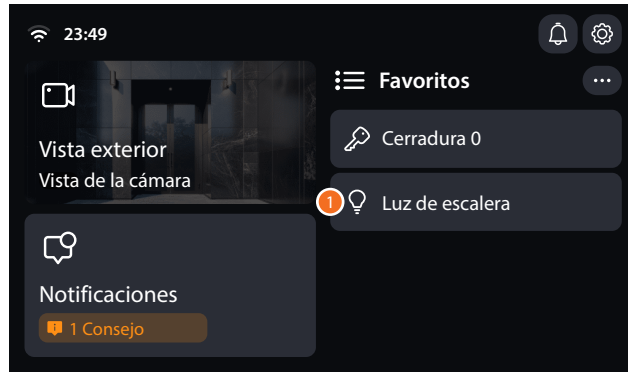 23:49
Vista exterior
Vista de la cámara
Notificaciones
1 Consejo
Favoritos
Cerradura 0
1
Luz de escalera